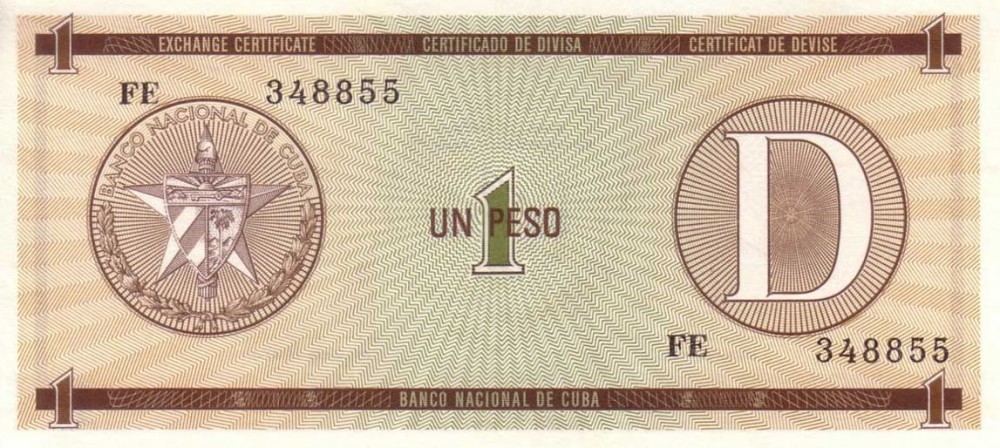 1 EXCHANGE CERTIFICATE CERTIFICADO DE DIVISA CERTIFICAT DE DEVISE 1
FE 348855
BANCO NACIONAL DE CUBA
1
UN PESO
D
FE 348855
1 BANCO NACIONAL DE CUBA 1